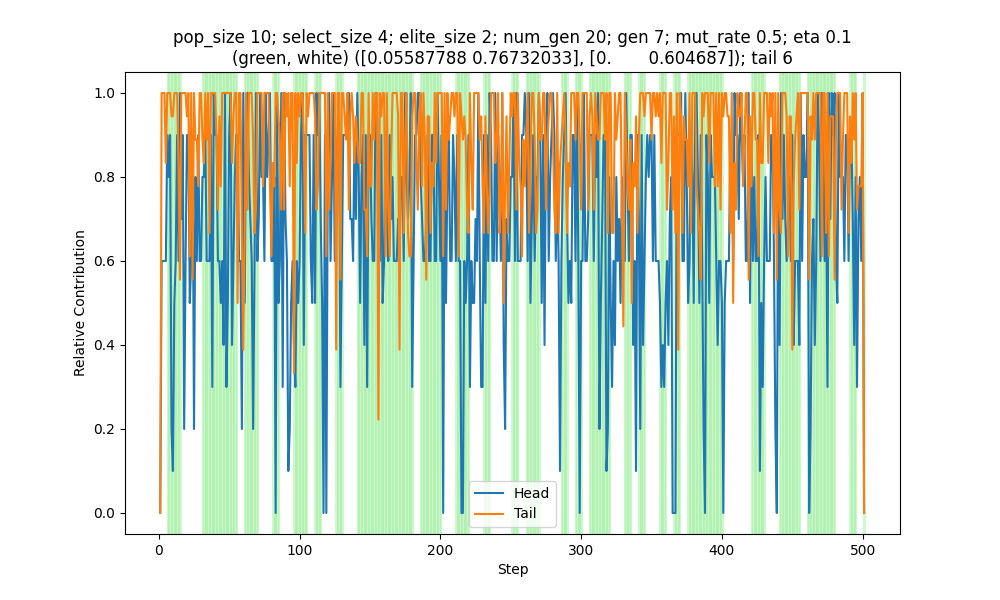 pop_size 10; select_size 4; elite_size 2; num_gen 20; gen 7; mut_rate 0.5; eta 0.1
(green, white) ([0.05587788 0.76732033], [0.        0.604687]); tail 6
1.0
0.8
0.6
0.4
0.2
0.0
Relative Contribution
Head
Tail
0
100
200
300
400
500
Step